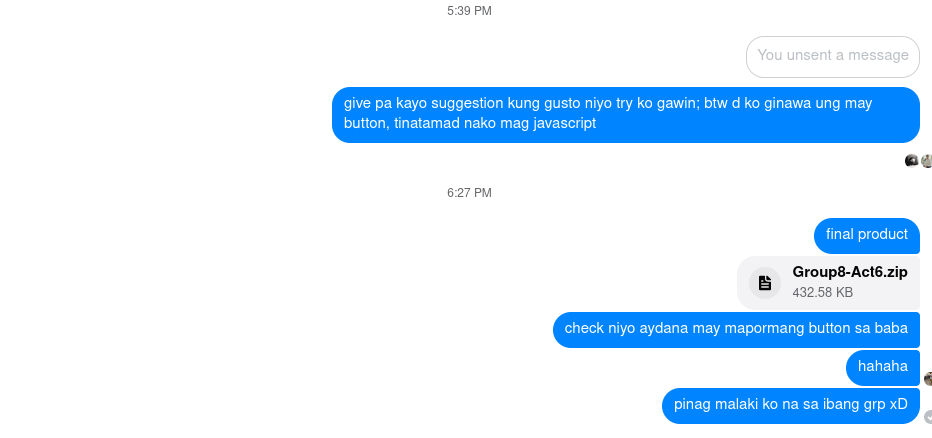 5:39 PM
You unsent a message
give pa kayo suggestion kung gusto niyo try ko gawin; btw d ko ginawa ung may
button, tinatamad nako mag javascript
6:27 PM
final product
Group8-Act6.zip
432.58 KB
check niyo aydana may mapormang button sa baba
hahaha
pinag malaki ko na sa ibang grp xD